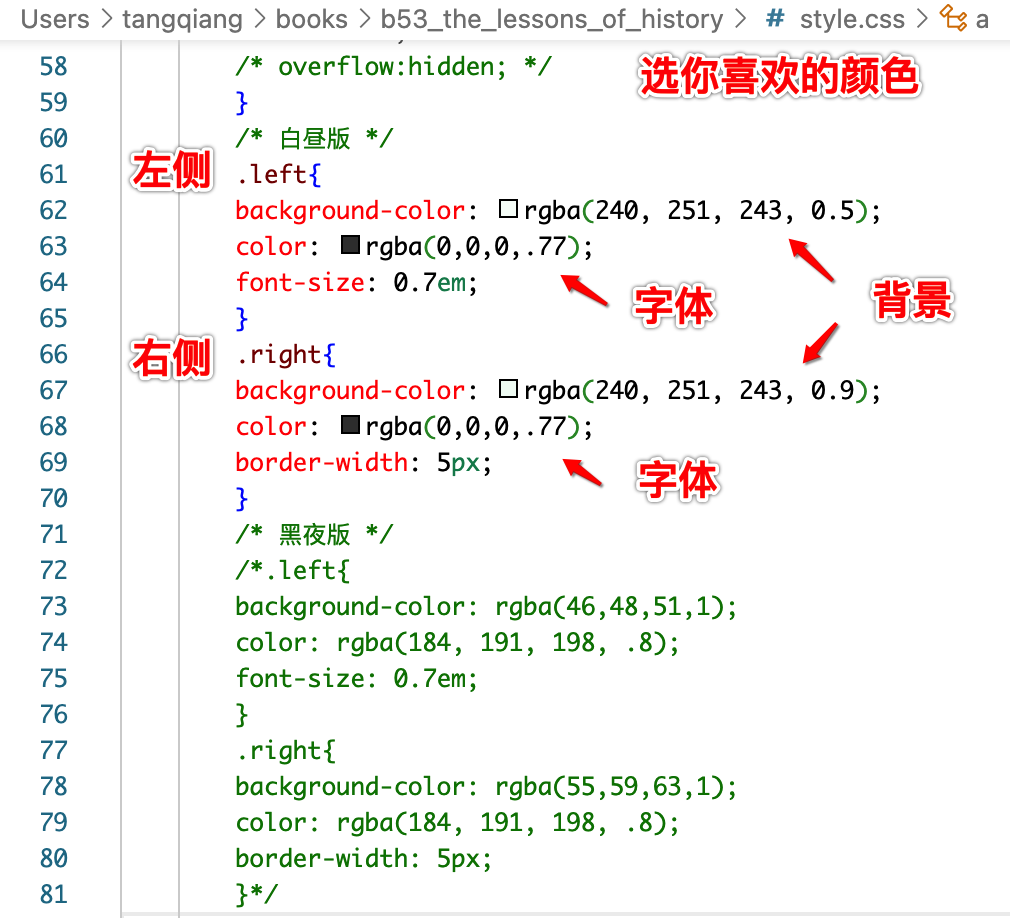 Users > tangqiang > books > b53_the_lessons_of_history > # style.css > a
58 /* overflow:hidden; */ 选你喜欢的颜色
59 }
60 /* 白昼版 */
61 左侧 .left{
62 background-color: rgba(240, 251, 243, 0.5);
63 color: rgba(0,0,0,.77);
64 font-size: 0.7em; 字体 背景
65 }
66 右侧 .right{
67 background-color: rgba(240, 251, 243, 0.9);
68 color: rgba(0,0,0,.77);
69 border-width: 5px; 字体
70 }
71 /* 黑夜版 */
72 /*.left{
73 background-color: rgba(46,48,51,1);
74 color: rgba(184, 191, 198, .8);
75 font-size: 0.7em;
76 }
77 .right{
78 background-color: rgba(55,59,63,1);
79 color: rgba(184, 191, 198, .8);
80 border-width: 5px;
81 }*/